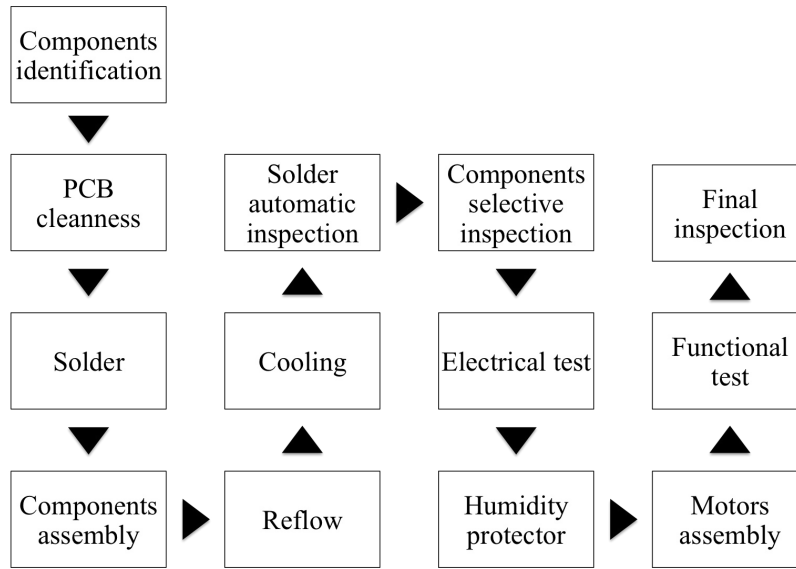 Components
identification
PCB
cleanness
Solder
Components
assembly
Reflow
Cooling
Solder
automatic
inspection
Components
selective
inspection
Electrical test
Humidity
protector
Motors
assembly
Functional
test
Final
inspection